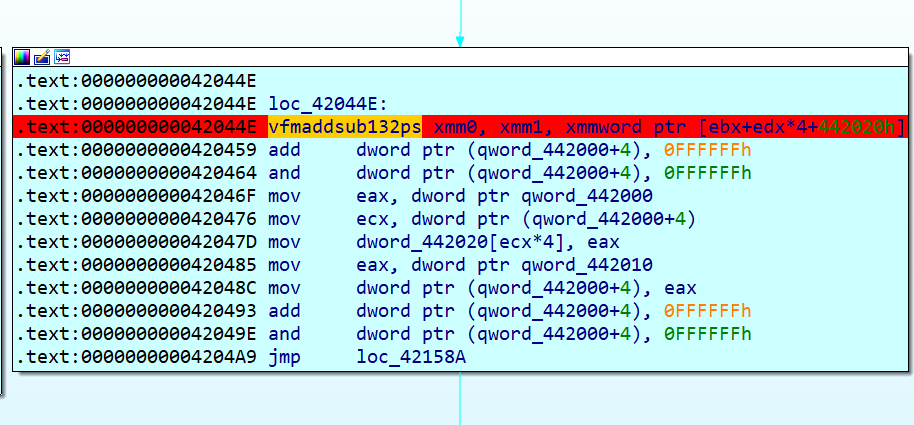 .text:000000000042044E
.text:000000000042044E loc_42044E:
.text:000000000042044E vfmaddsub132ps xmm0, xmm1, xmmword ptr [ebx+edx*4+442020h]
.text:0000000000420459 add     dword ptr (qword_442000+4), 0FFFFFFh
.text:0000000000420464 and     dword ptr (qword_442000+4), 0FFFFFFh
.text:000000000042046F mov     eax, dword ptr qword_442000
.text:0000000000420476 mov     ecx, dword ptr (qword_442000+4)
.text:000000000042047D mov     dword_442020[ecx*4], eax
.text:0000000000420485 mov     eax, dword ptr qword_442010
.text:000000000042048C mov     dword ptr (qword_442000+4), eax
.text:0000000000420493 add     dword ptr (qword_442000+4), 0FFFFFFh
.text:000000000042049E and     dword ptr (qword_442000+4), 0FFFFFFh
.text:00000000004204A9 jmp     loc_42158A